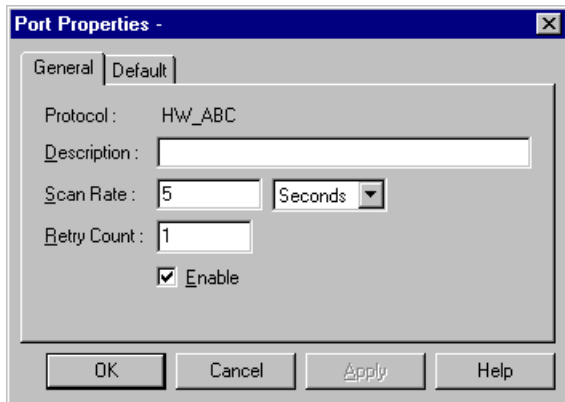 Port Properties -
General Default
Protocol : HW_ABC
Description :
Scan Rate : 5 Seconds
Retry Count : 1
Enable
OK Cancel Apply Help